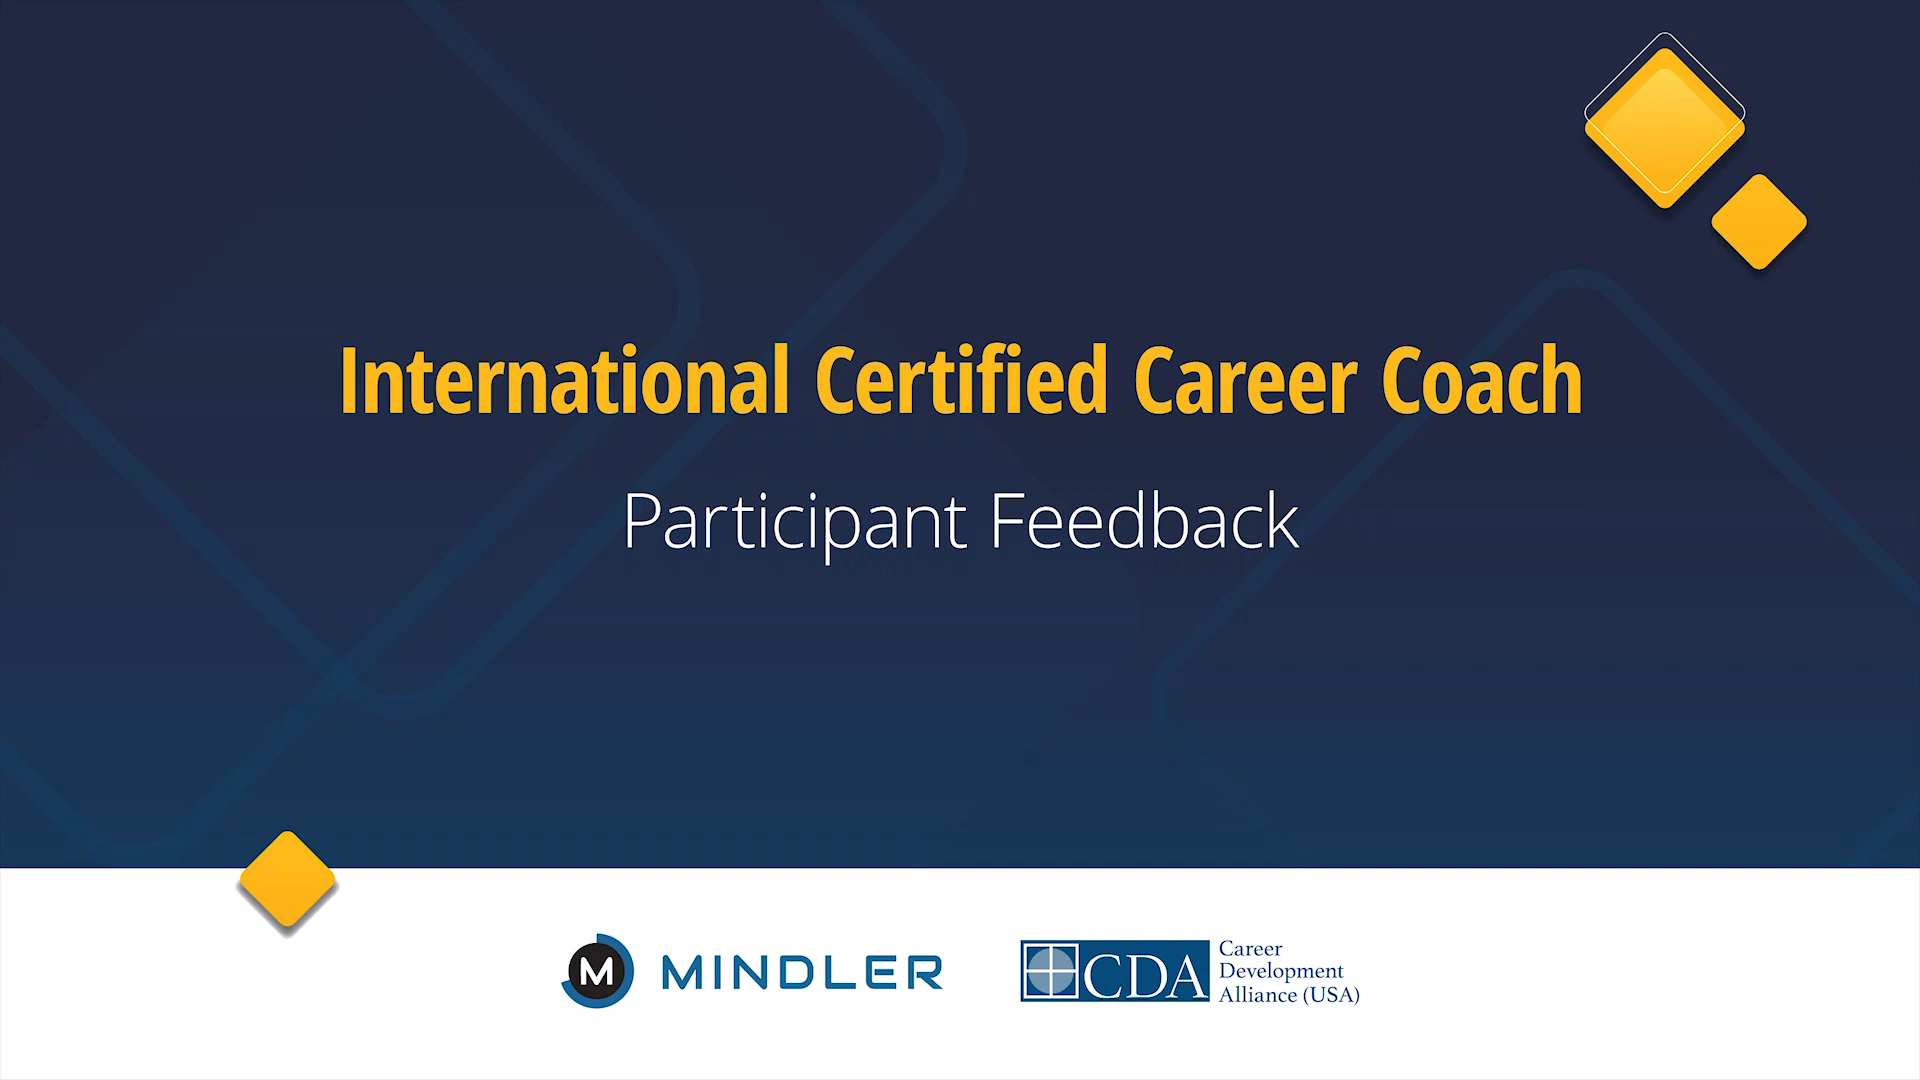 International Certified Career Coach
Participant Feedback
M MINDLER
CDA
Career
Development
Alliance (USA)